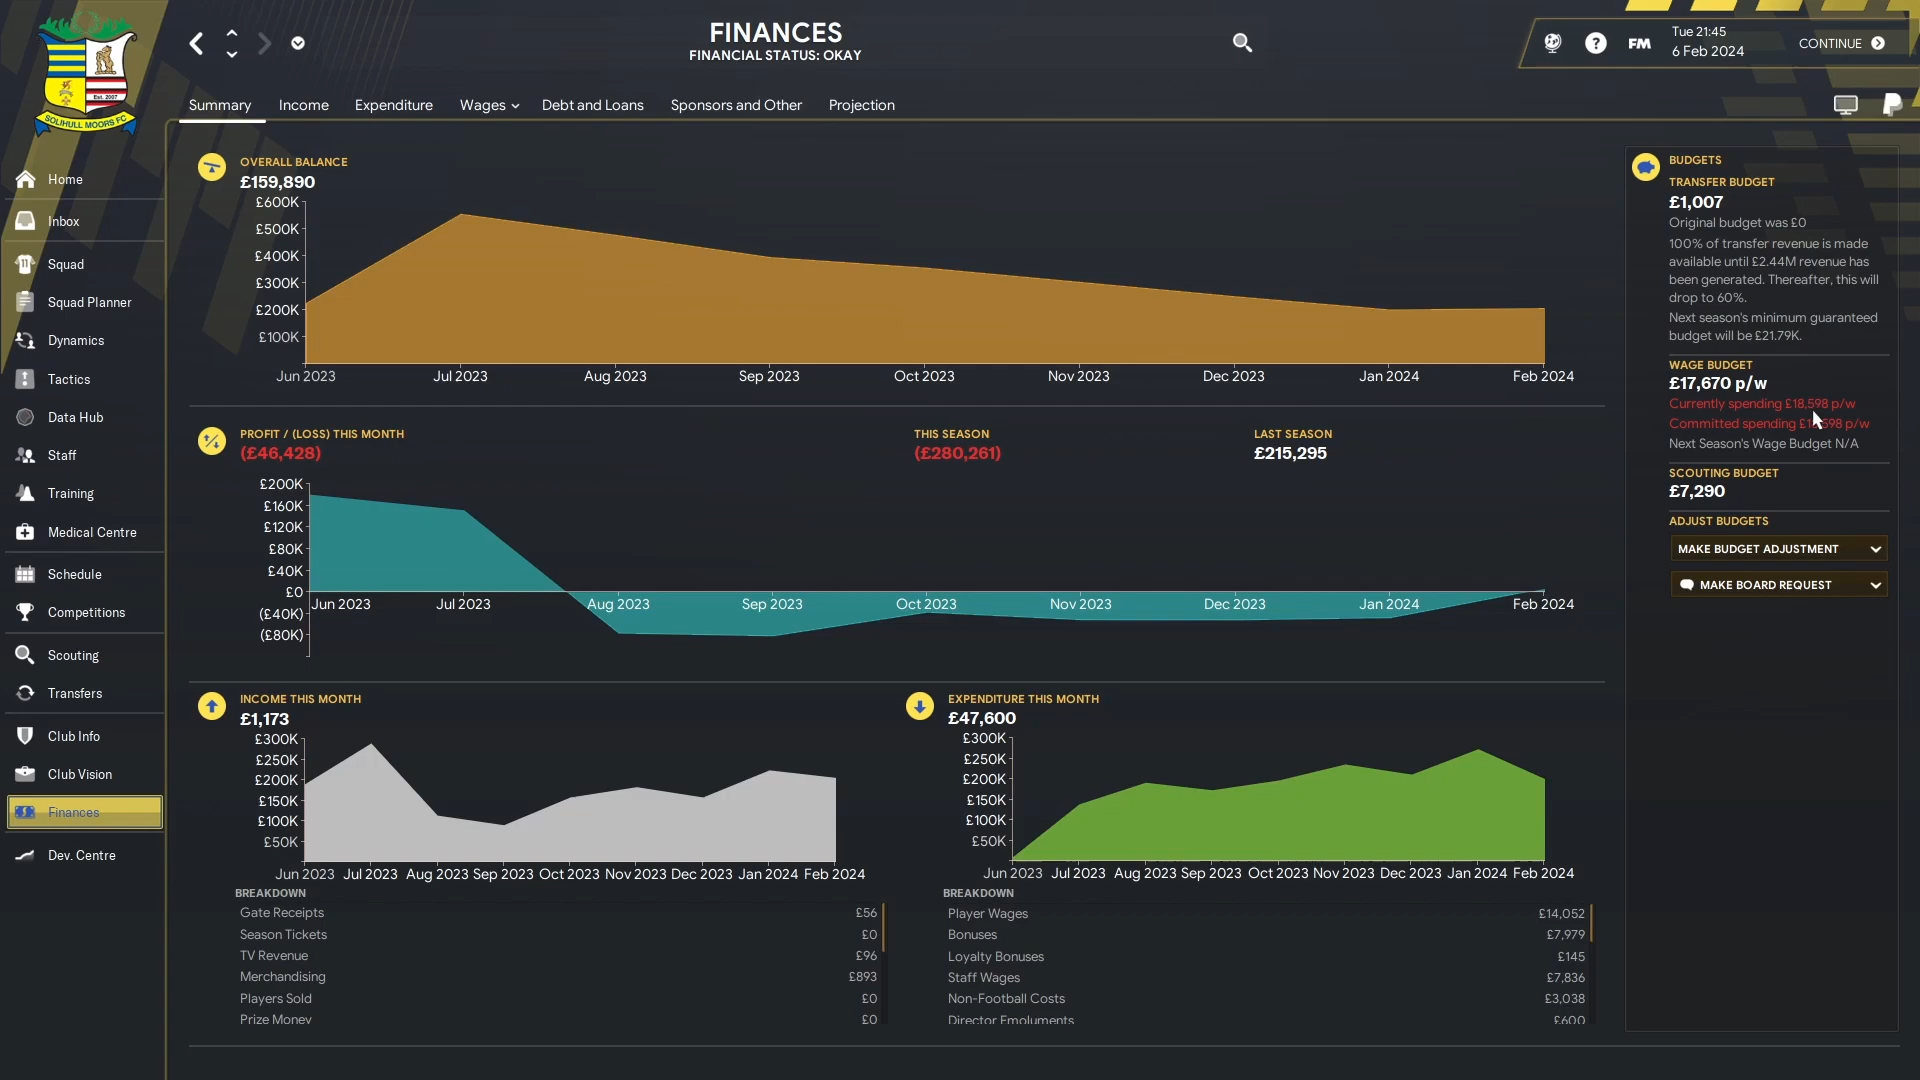 FINANCES
FINANCIAL STATUS: OKAY
FM
Tue 21:45
6 Feb 2024
CONTINUE
Est. 2007
SOLIHULL MOORS FC
Summary
Income
Expenditure
Wages
Debt and Loans
Sponsors and Other
Projection
Home
Inbox
Squad
Squad Planner
Dynamics
Tactics
Data Hub
Staff
Training
Medical Centre
Schedule
Competitions
Scouting
Transfers
Club Info
Club Vision
Finances
Dev. Centre
OVERALL BALANCE
£159,890
£600K
£500K
£400K
£300K
£200K
£100K
Jun 2023 Jul 2023 Aug 2023 Sep 2023 Oct 2023 Nov 2023 Dec 2023 Jan 2024 Feb 2024
PROFIT / (LOSS) THIS MONTH
(£46,428)
THIS SEASON
(£280,261)
LAST SEASON
£215,295
£200K
£160K
£120K
£80K
£40K
£0
(£40K)
(£80K)
Jun 2023 Jul 2023 Aug 2023 Sep 2023 Oct 2023 Nov 2023 Dec 2023 Jan 2024 Feb 2024
INCOME THIS MONTH
£1,173
£300K
£250K
£200K
£150K
£100K
£50K
Jun 2023 Jul 2023 Aug 2023 Sep 2023 Oct 2023 Nov 2023 Dec 2023 Jan 2024 Feb 2024
BREAKDOWN
Gate Receipts £56
Season Tickets £0
TV Revenue £96
Merchandising £893
Players Sold £0
Prize Money £0
EXPENDITURE THIS MONTH
£47,600
£300K
£250K
£200K
£150K
£100K
£50K
Jun 2023 Jul 2023 Aug 2023 Sep 2023 Oct 2023 Nov 2023 Dec 2023 Jan 2024 Feb 2024
BREAKDOWN
Player Wages £14,052
Bonuses £7,979
Loyalty Bonuses £145
Staff Wages £7,836
Non-Football Costs £3,038
Director Emoluments £600
BUDGETS
TRANSFER BUDGET
£1,007
Original budget was £0
100% of transfer revenue is made
available until £2.44M revenue has
been generated. Thereafter, this will
drop to 60%.
Next season's minimum guaranteed
budget will be £21.79K.
WAGE BUDGET
£17,670 p/w
Currently spending £18,598 p/w
Committed spending p/w
Next Season's Wage Budget N/A
SCOUTING BUDGET
£7,290
ADJUST BUDGETS
MAKE BUDGET ADJUSTMENT
MAKE BOARD REQUEST